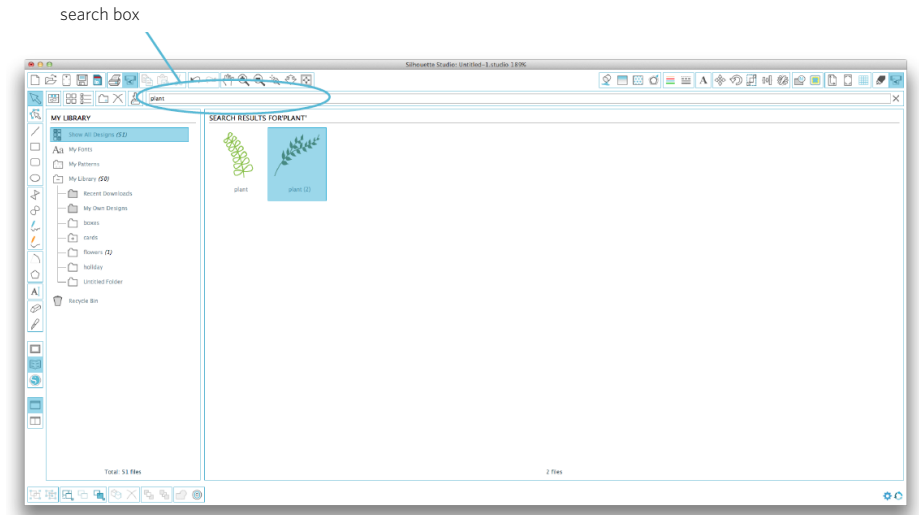 search box
Silhouette Studio: Untitled-1.studio 1896
plant
MY LIBRARY
SEARCH RESULTS FOR'PLANT'
Show All Designs (51)
My Fonts
My Patterns
My Library (50)
Recent Downloads
My Own Designs
boxes
cards
flowers (1)
holiday
Untitled Folder
Recycle Bin
plant
plant (2)
Total: 51 files
2 files